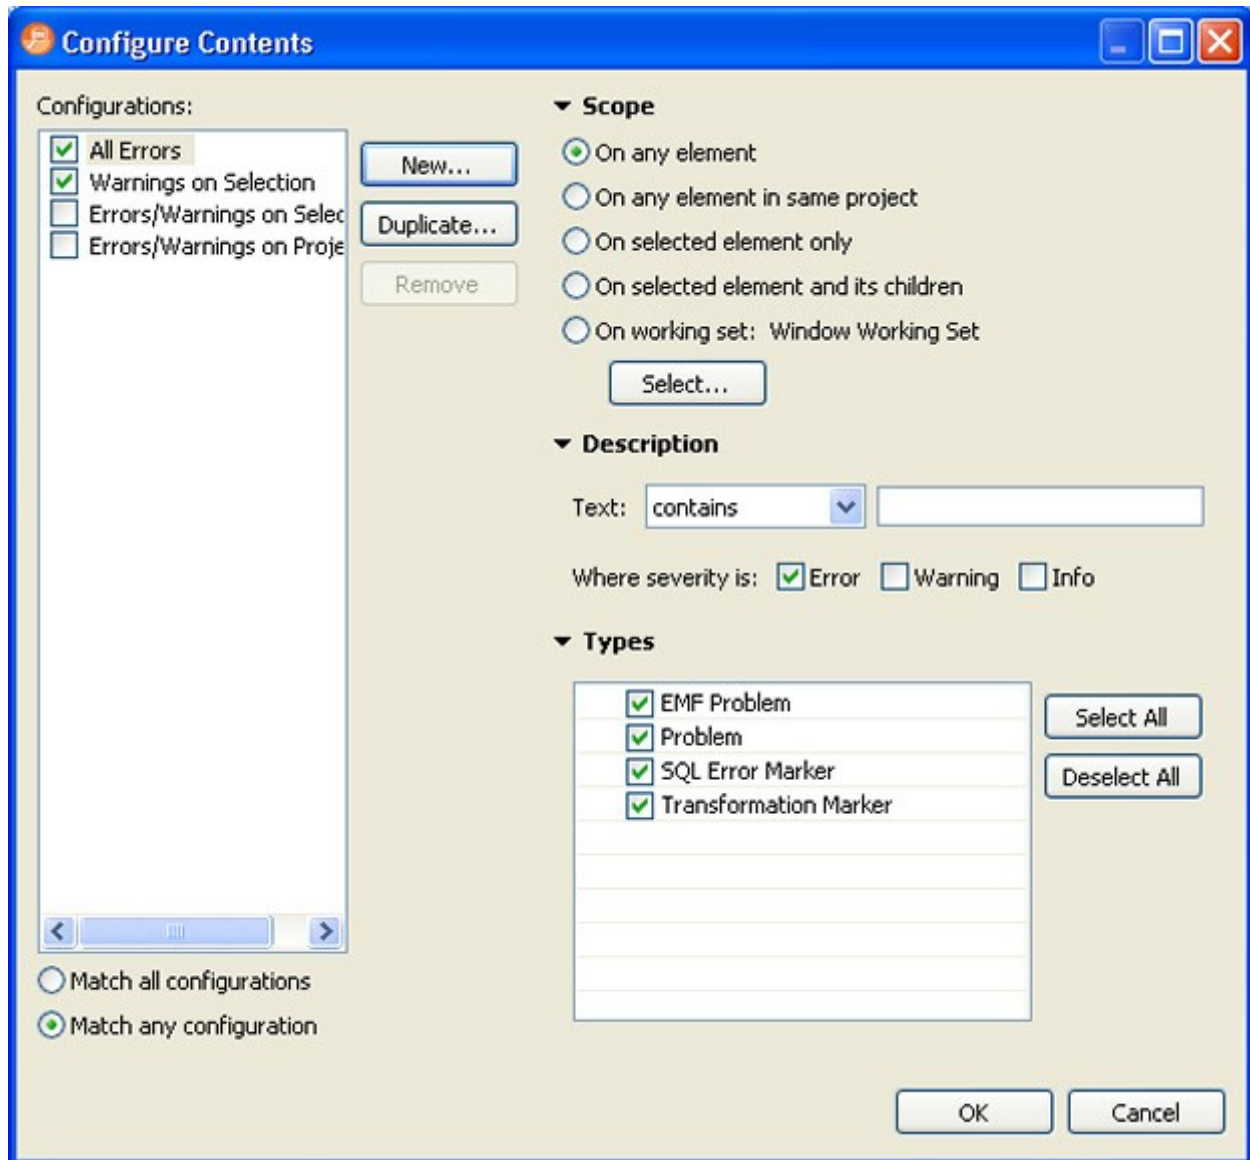 Configure Contents
Configurations:
All Errors
Warnings on Selection
Errors/Warnings on Selec
Errors/Warnings on Proje
New...
Duplicate...
Remove
Match all configurations
Match any configuration
Scope
On any element
On any element in same project
On selected element only
On selected element and its children
On working set: Window Working Set
Select...
Description
Text: contains
Where severity is: Error Warning Info
Types
EMF Problem
Problem
SQL Error Marker
Transformation Marker
Select All
Deselect All
OK Cancel